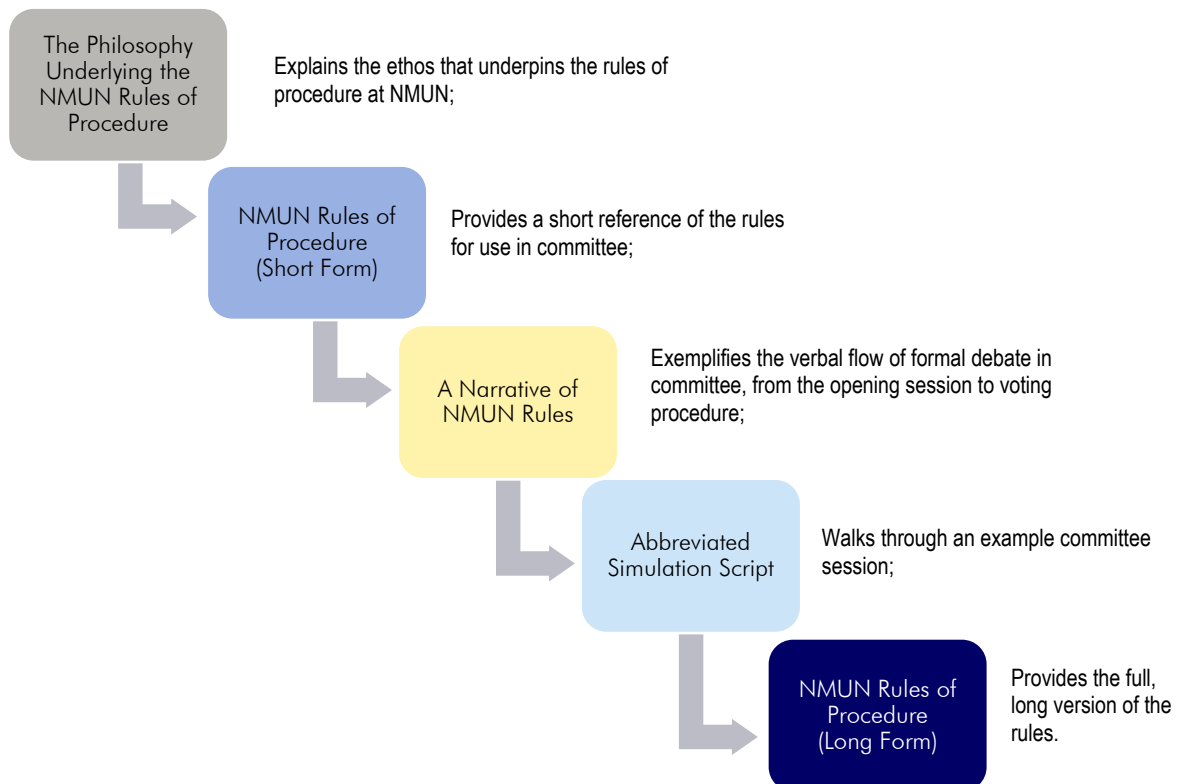 The Philosophy
Underlying the
NMUN Rules of
Procedure
Explains the ethos that underpins the rules of
procedure at NMUN;
NMUN Rules of
Procedure
(Short Form)
Provides a short reference of the rules
for use in committee;
A Narrative of
NMUN Rules
Exemplifies the verbal flow of formal debate in
committee, from the opening session to voting
procedure;
Abbreviated
Simulation Script
Walks through an example committee
session;
NMUN Rules of
Procedure
(Long Form)
Provides the full,
long version of the
rules.